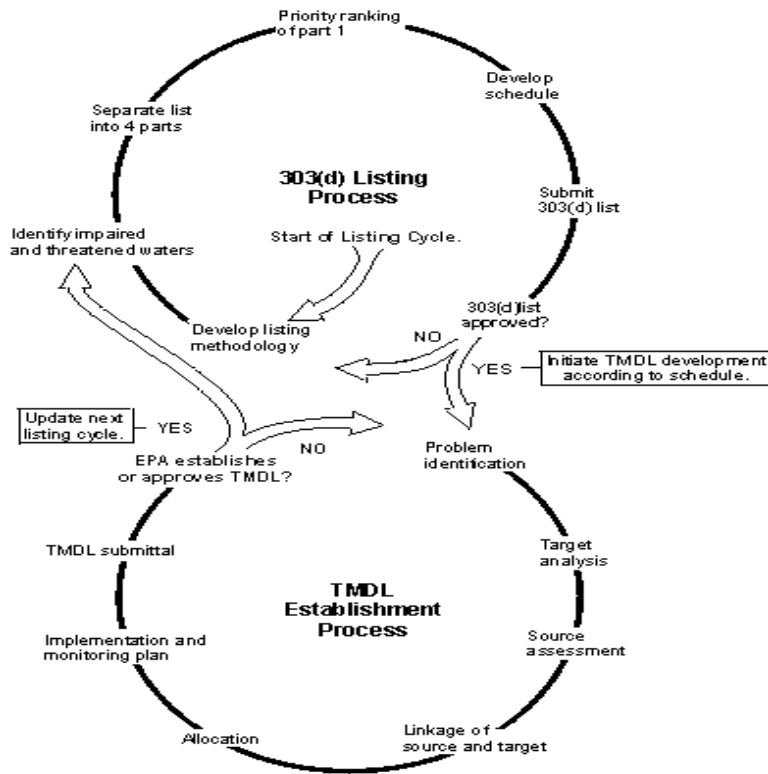 Priority ranking
of part 1
Develop
schedule
Separate list
into 4 parts
303(d) Listing
Process
Submit
303(d) list
Identify impaired
and threatened waters
Start of Listing Cycle.
303(d)list
approved?
Develop listing
methodology
NO
YES
Initiate TMDL development
according to schedule.
Update next
listing cycle.
YES
NO
EPA establishes
or approves TMDL?
Problem
identification
TMDL submittal
Target
analysis
TMDL
Establishment
Process
Implementation and
monitoring plan
Source
assessment
Allocation
Linkage of
source and target